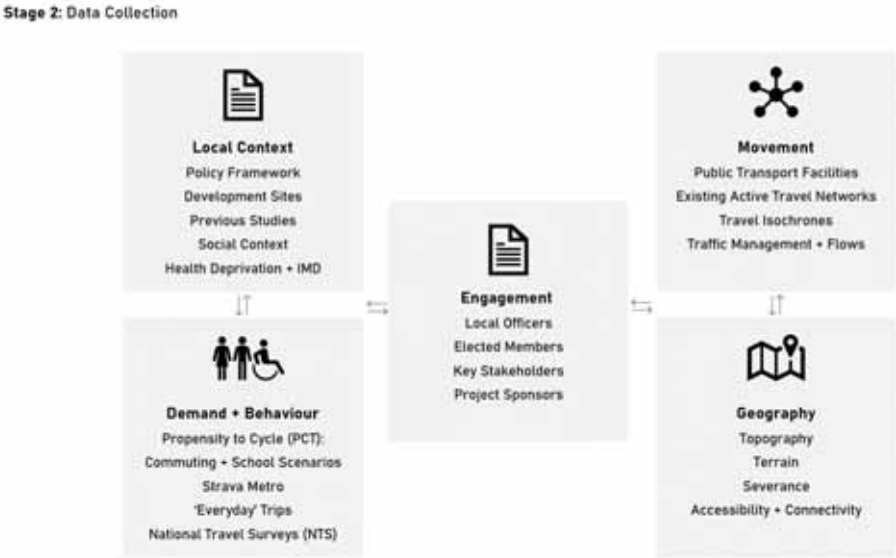 Stage 2: Data Collection
Local Context
Policy Framework
Development Sites
Previous Studies
Social Context
Health Deprivation + IMD
Movement
Public Transport Facilities
Existing Active Travel Networks
Travel Isochrones
Traffic Management + Flows
Engagement
Local Officers
Elected Members
Key Stakeholders
Project Sponsors
Demand + Behaviour
Propensity to Cycle (PCT):
Commuting + School Scenarios
Strava Metro
'Everyday' Trips
National Travel Surveys (NTS)
Geography
Topography
Terrain
Severance
Accessibility + Connectivity